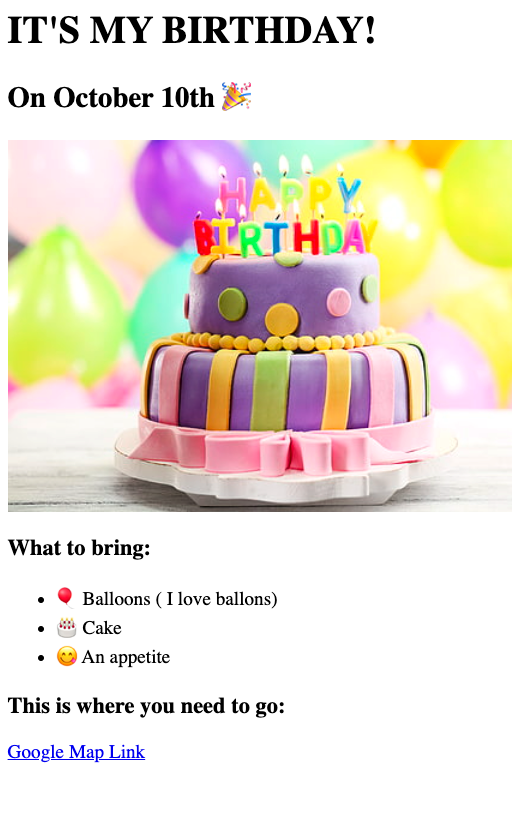 IT'S MY BIRTHDAY!
On October 10th 🎉
HAPPY
BIRTHDAY
What to bring:
• 🎈 Balloons ( I love ballons)
• 🎂 Cake
• 😋 An appetite
This is where you need to go:
Google Map Link